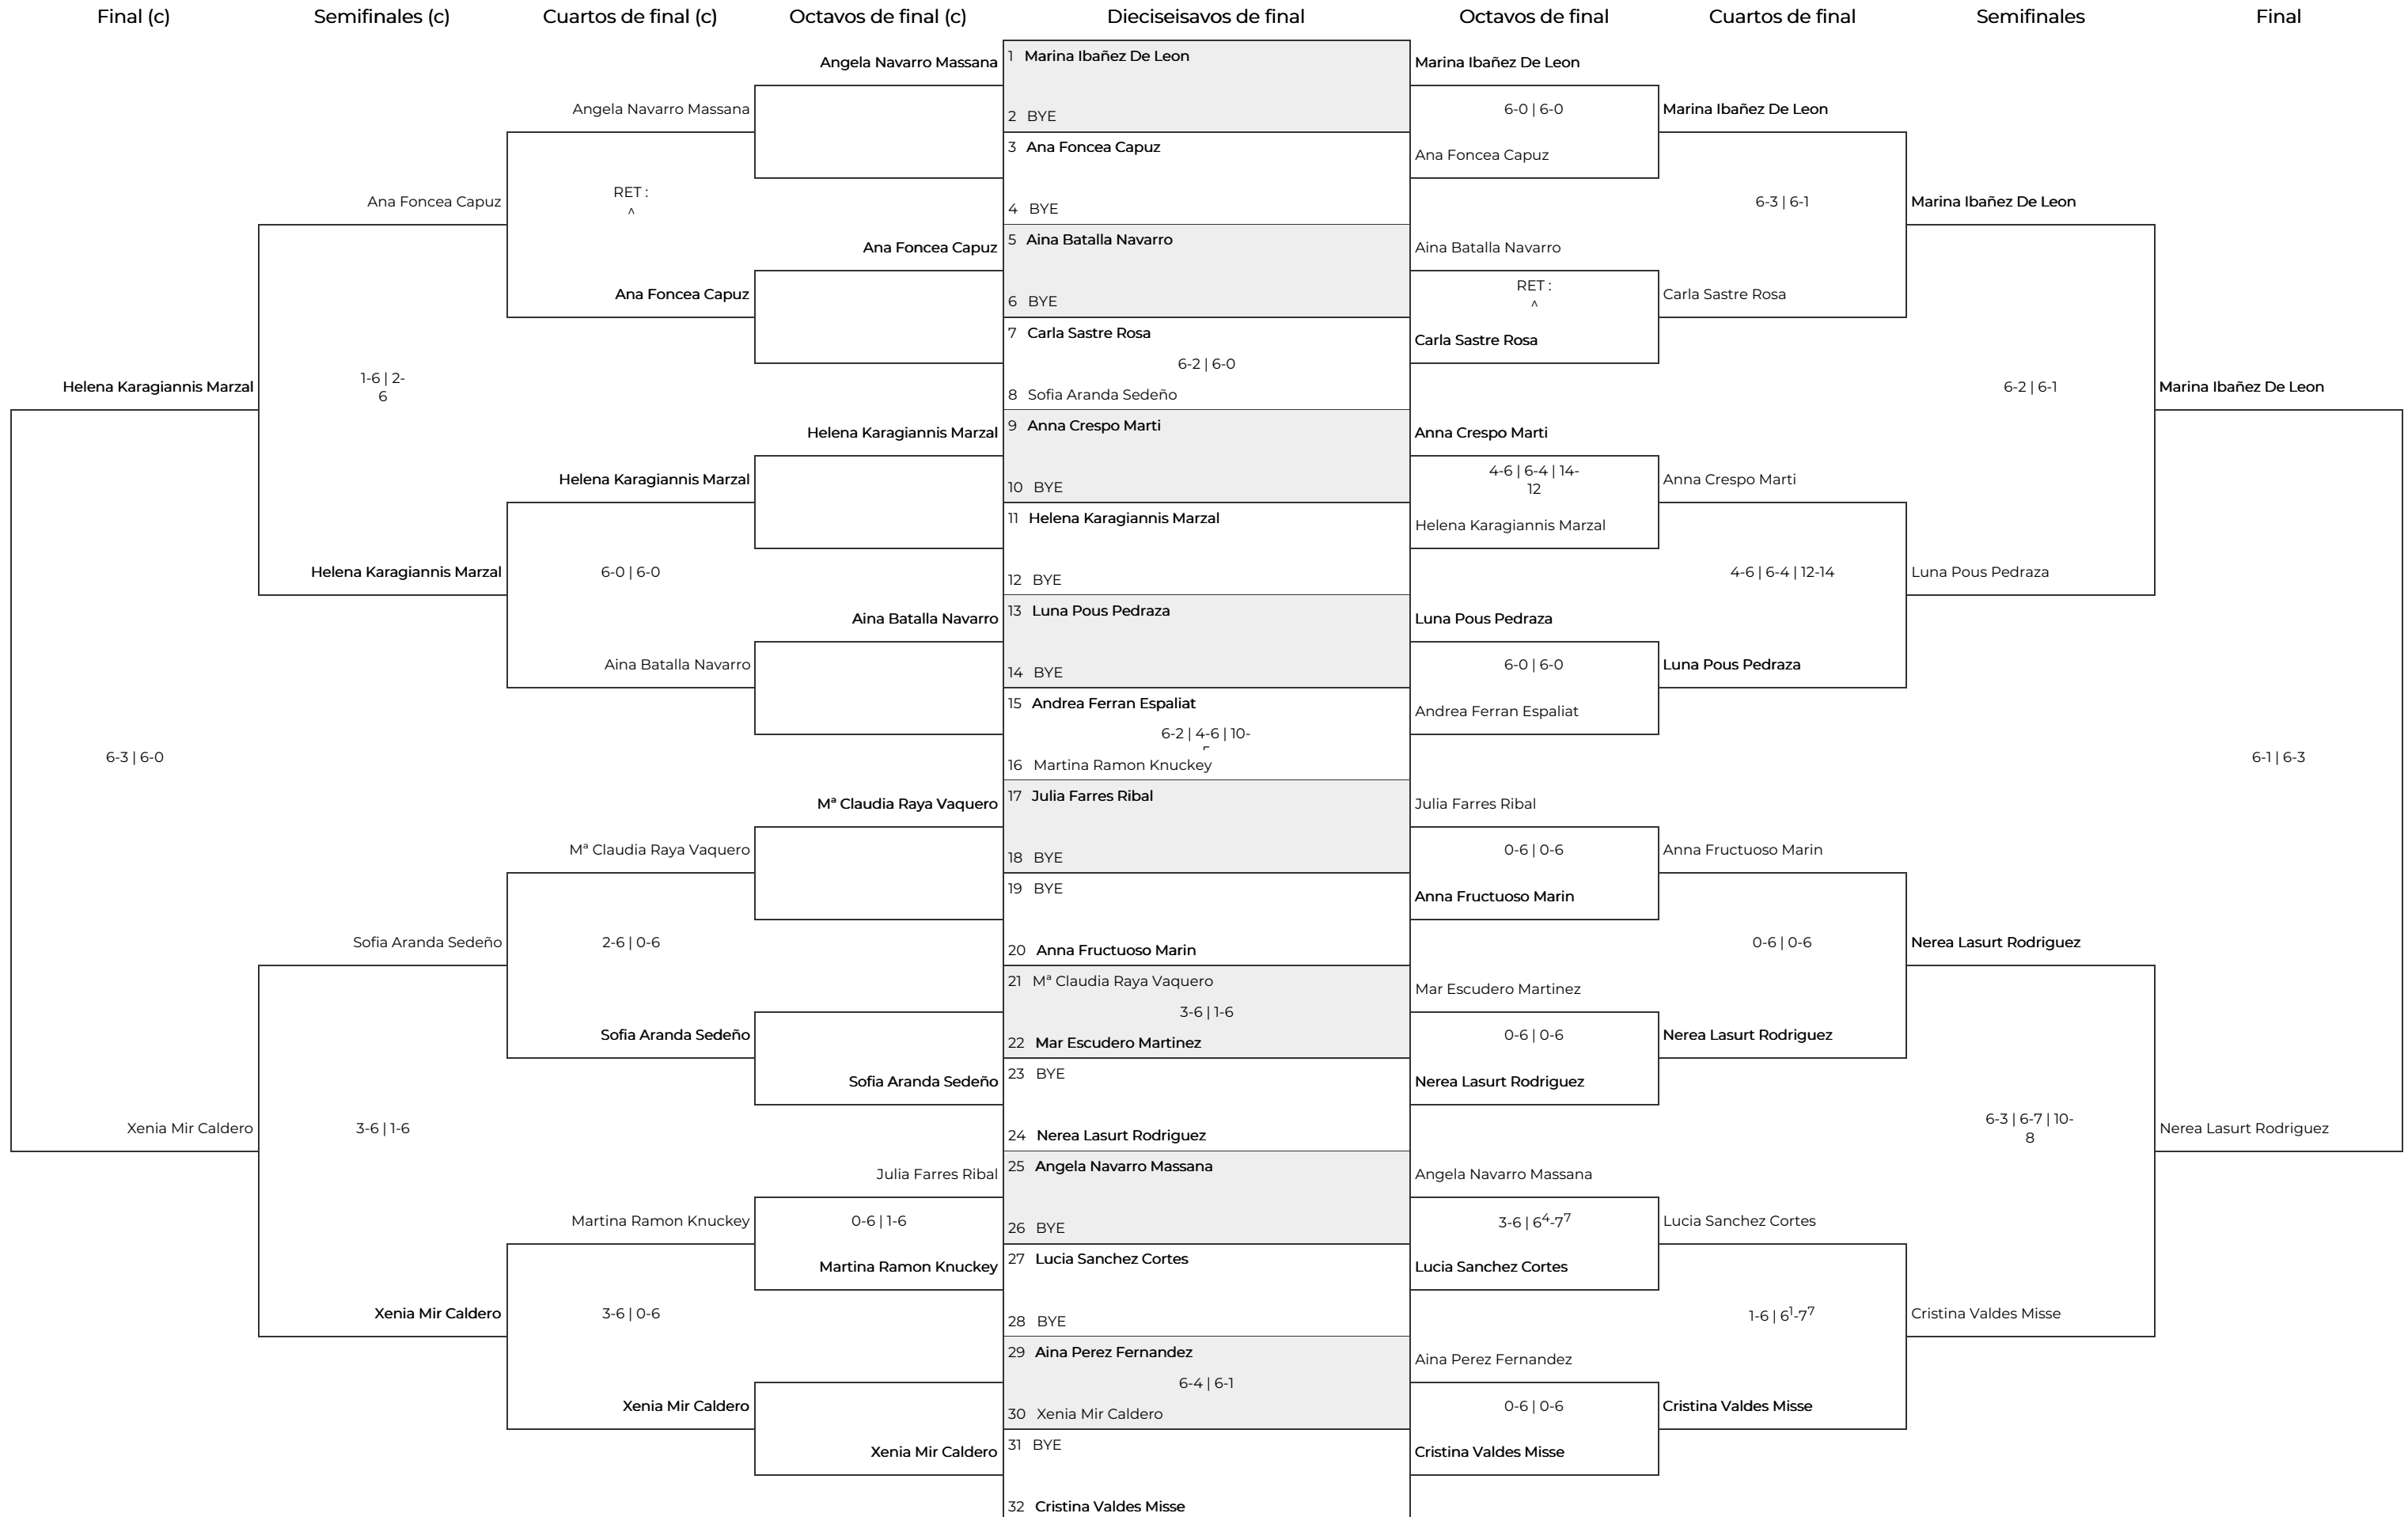 Final (c)
Semifinales (c)
Cuartos de final (c)
Octavos de final (c)
Dieciseisavos de final
Octavos de final
Cuartos de final
Semifinales
Final
Helena Karagiannis Marzal
6-3 | 6-0
Xenia Mir Caldero
Ana Foncea Capuz
1-6 | 2-
6
Helena Karagiannis Marzal
Sofia Aranda Sedeño
3-6 | 1-6
Xenia Mir Caldero
Angela Navarro Massana
RET :
^
Ana Foncea Capuz
Helena Karagiannis Marzal
6-0 | 6-0
Aina Batalla Navarro
Mª Claudia Raya Vaquero
2-6 | 0-6
Sofia Aranda Sedeño
Martina Ramon Knuckey
3-6 | 0-6
Xenia Mir Caldero
Angela Navarro Massana
Ana Foncea Capuz
Helena Karagiannis Marzal
Aina Batalla Navarro
Mª Claudia Raya Vaquero
Sofia Aranda Sedeño
Julia Farres Ribal
0-6 | 1-6
Martina Ramon Knuckey
Xenia Mir Caldero
1 Marina Ibañez De Leon
2 BYE
3 Ana Foncea Capuz
4 BYE
5 Aina Batalla Navarro
6 BYE
7 Carla Sastre Rosa
6-2 | 6-0
8 Sofia Aranda Sedeño
9 Anna Crespo Marti
10 BYE
11 Helena Karagiannis Marzal
12 BYE
13 Luna Pous Pedraza
14 BYE
15 Andrea Ferran Espaliat
6-2 | 4-6 | 10-
16 Martina Ramon Knuckey
17 Julia Farres Ribal
18 BYE
19 BYE
20 Anna Fructuoso Marin
21 Mª Claudia Raya Vaquero
3-6 | 1-6
22 Mar Escudero Martinez
23 BYE
24 Nerea Lasurt Rodriguez
25 Angela Navarro Massana
26 BYE
27 Lucia Sanchez Cortes
28 BYE
29 Aina Perez Fernandez
6-4 | 6-1
30 Xenia Mir Caldero
31 BYE
32 Cristina Valdes Misse
Marina Ibañez De Leon
6-0 | 6-0
Ana Foncea Capuz
Aina Batalla Navarro
RET :
^
Carla Sastre Rosa
Anna Crespo Marti
4-6 | 6-4 | 14-
12
Helena Karagiannis Marzal
Luna Pous Pedraza
6-0 | 6-0
Andrea Ferran Espaliat
Julia Farres Ribal
0-6 | 0-6
Anna Fructuoso Marin
Mar Escudero Martinez
0-6 | 0-6
Nerea Lasurt Rodriguez
Angela Navarro Massana
3-6 | 6⁴-7⁷
Lucia Sanchez Cortes
Aina Perez Fernandez
0-6 | 0-6
Cristina Valdes Misse
Marina Ibañez De Leon
6-3 | 6-1
Carla Sastre Rosa
Anna Crespo Marti
4-6 | 6-4 | 12-14
Luna Pous Pedraza
Anna Fructuoso Marin
0-6 | 0-6
Nerea Lasurt Rodriguez
Lucia Sanchez Cortes
1-6 | 6¹-7⁷
Cristina Valdes Misse
Marina Ibañez De Leon
6-2 | 6-1
Luna Pous Pedraza
Nerea Lasurt Rodriguez
6-3 | 6-7 | 10-
8
Cristina Valdes Misse
Marina Ibañez De Leon
6-1 | 6-3
Nerea Lasurt Rodriguez